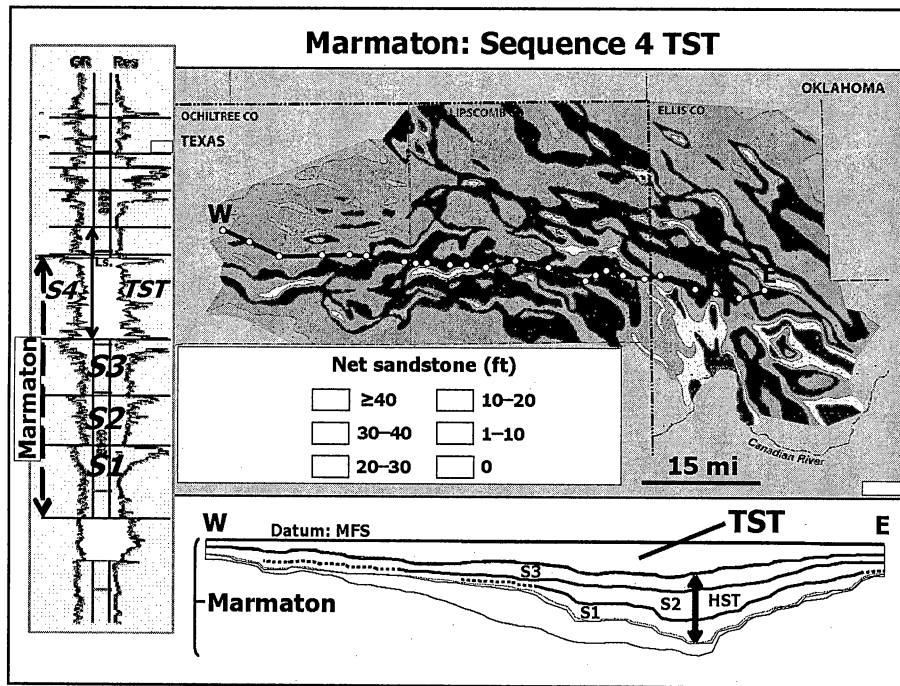 Marmaton: Sequence 4 TST
GR Res
Ls.
S4 TST
S3
S2
S1
Marmaton
OCHILTREE CO
LIPSCOMB
ELLIS CO
OKLAHOMA
TEXAS
W
E
Net sandstone (ft)
≥40 10–20
30–40 1–10
20–30 0
15 mi
Canadian River
W
Datum: MFS
TST
E
S3
S1
S2
HST
Marmaton